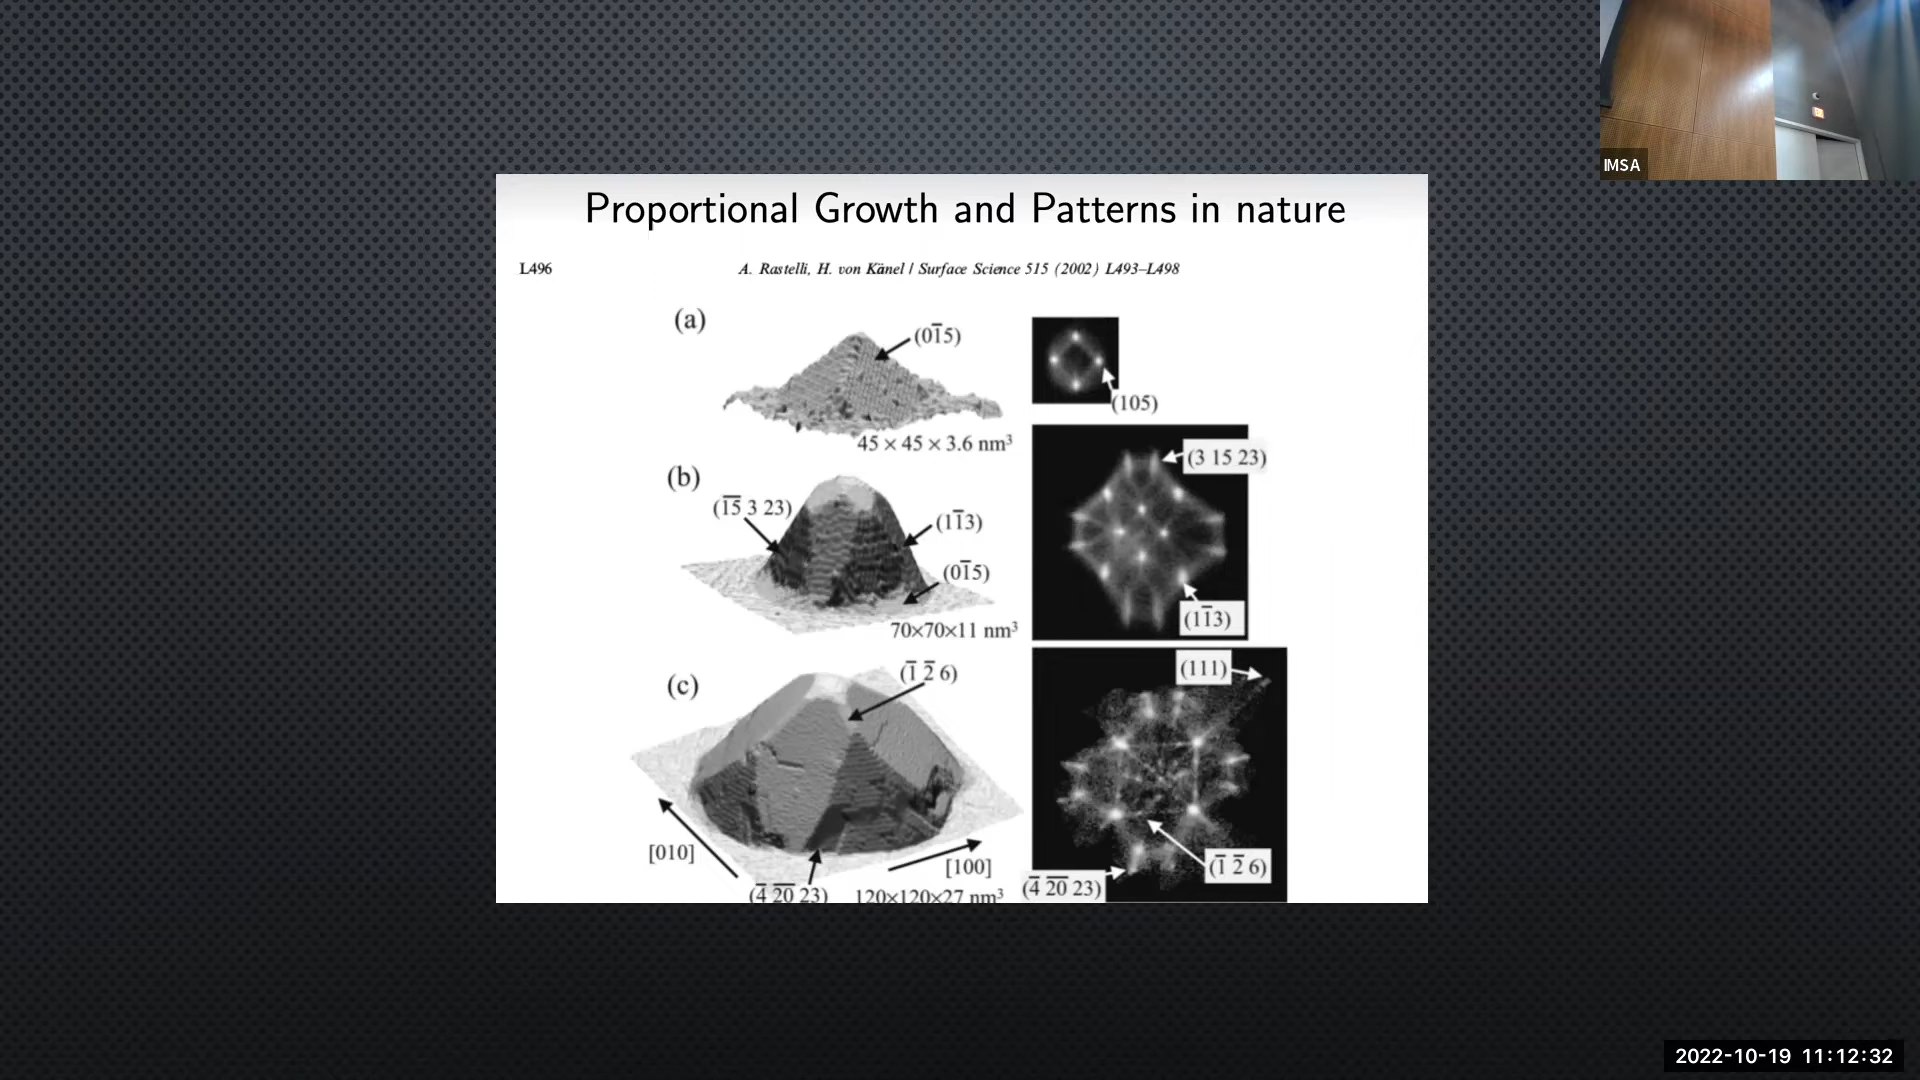 Proportional Growth and Patterns in nature
L496 A. Rastelli, H. von Känel / Surface Science 515 (2002) L493–L498
(a)
(01̅5)
(105)
45 × 45 × 3.6 nm³
(b)
(1̅5̅ 3 23)
(11̅3)
(01̅5)
70×70×11 nm³
(3 15 23)
(11̅3)
(c)
(1̅ 2̅ 6)
[010]
[100]
(4̅ 2̅0̅ 23)
120×120×27 nm³
(111)
(1̅ 2̅ 6)
(4̅ 2̅0̅ 23)
IMSA
2022-10-19 11:12:32